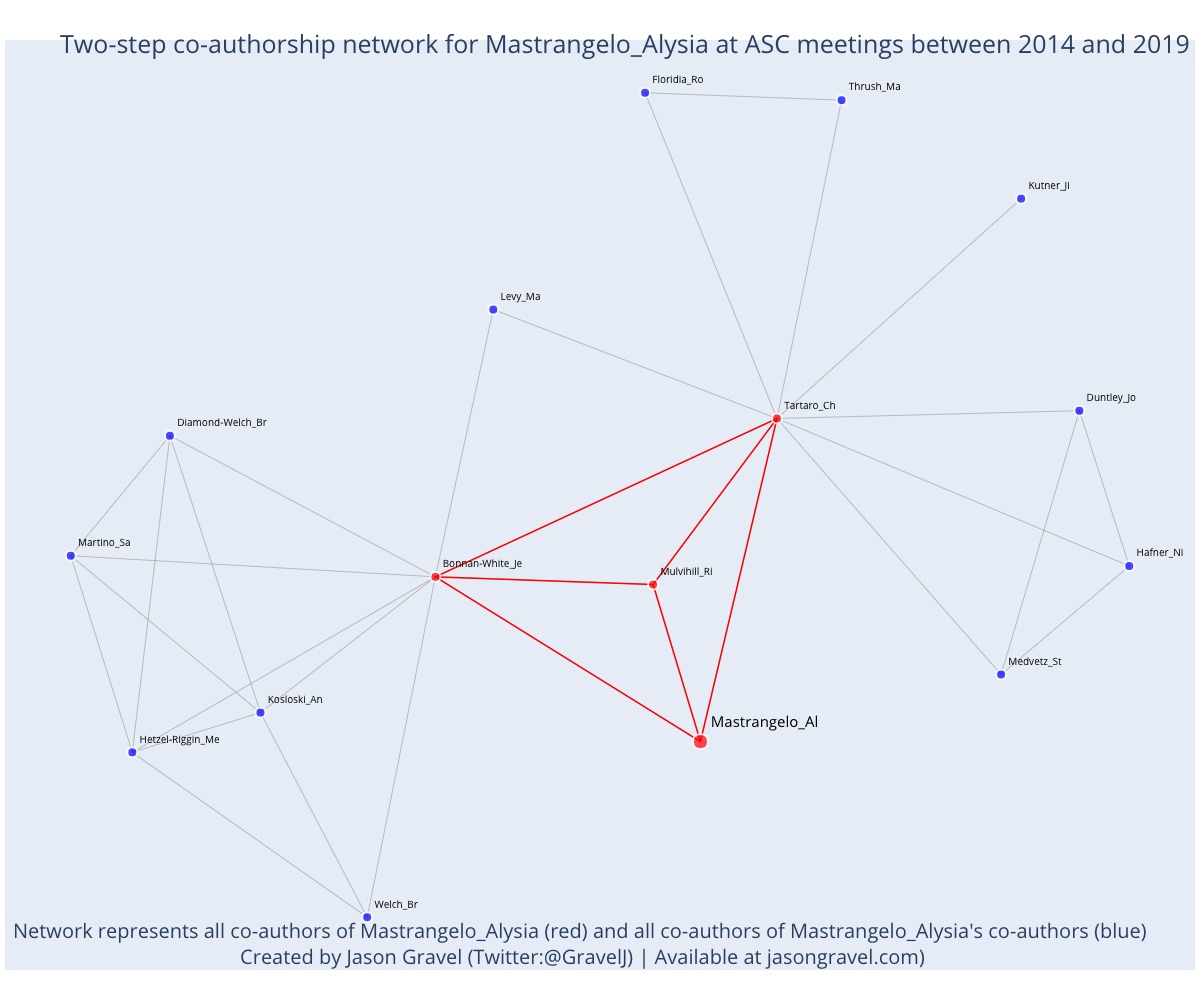 Two-step co-authorship network for Mastrangelo_Alysia at ASC meetings between 2014 and 2019
Floridia_Ro
Thrush_Ma
Kutner_Ji
Levy_Ma
Duntley_Jo
Tartaro_Ch
Diamond-Welch_Br
Martino_Sa
Hafner_Ni
Bonnan-White_Je
Mulvihill_Ri
Medvetz_St
Kosloski_An
Mastrangelo_Al
Hetzel-Riggin_Me
Welch_Br
Network represents all co-authors of Mastrangelo_Alysia (red) and all co-authors of Mastrangelo_Alysia's co-authors (blue)
Created by Jason Gravel (Twitter:@GravelJ) | Available at jasongravel.com)